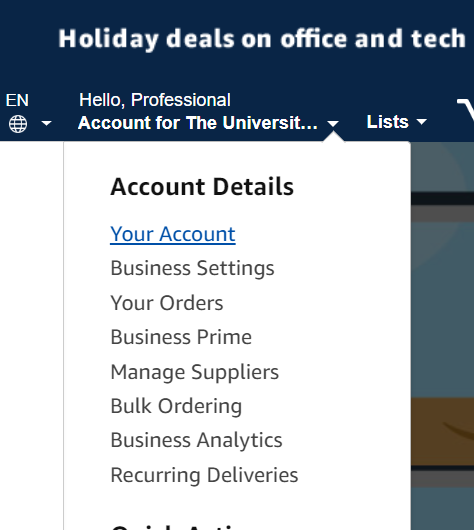 Holiday deals on office and tech
EN
Hello, Professional
Account for The Universit...
Lists
Account Details
Your Account
Business Settings
Your Orders
Business Prime
Manage Suppliers
Bulk Ordering
Business Analytics
Recurring Deliveries